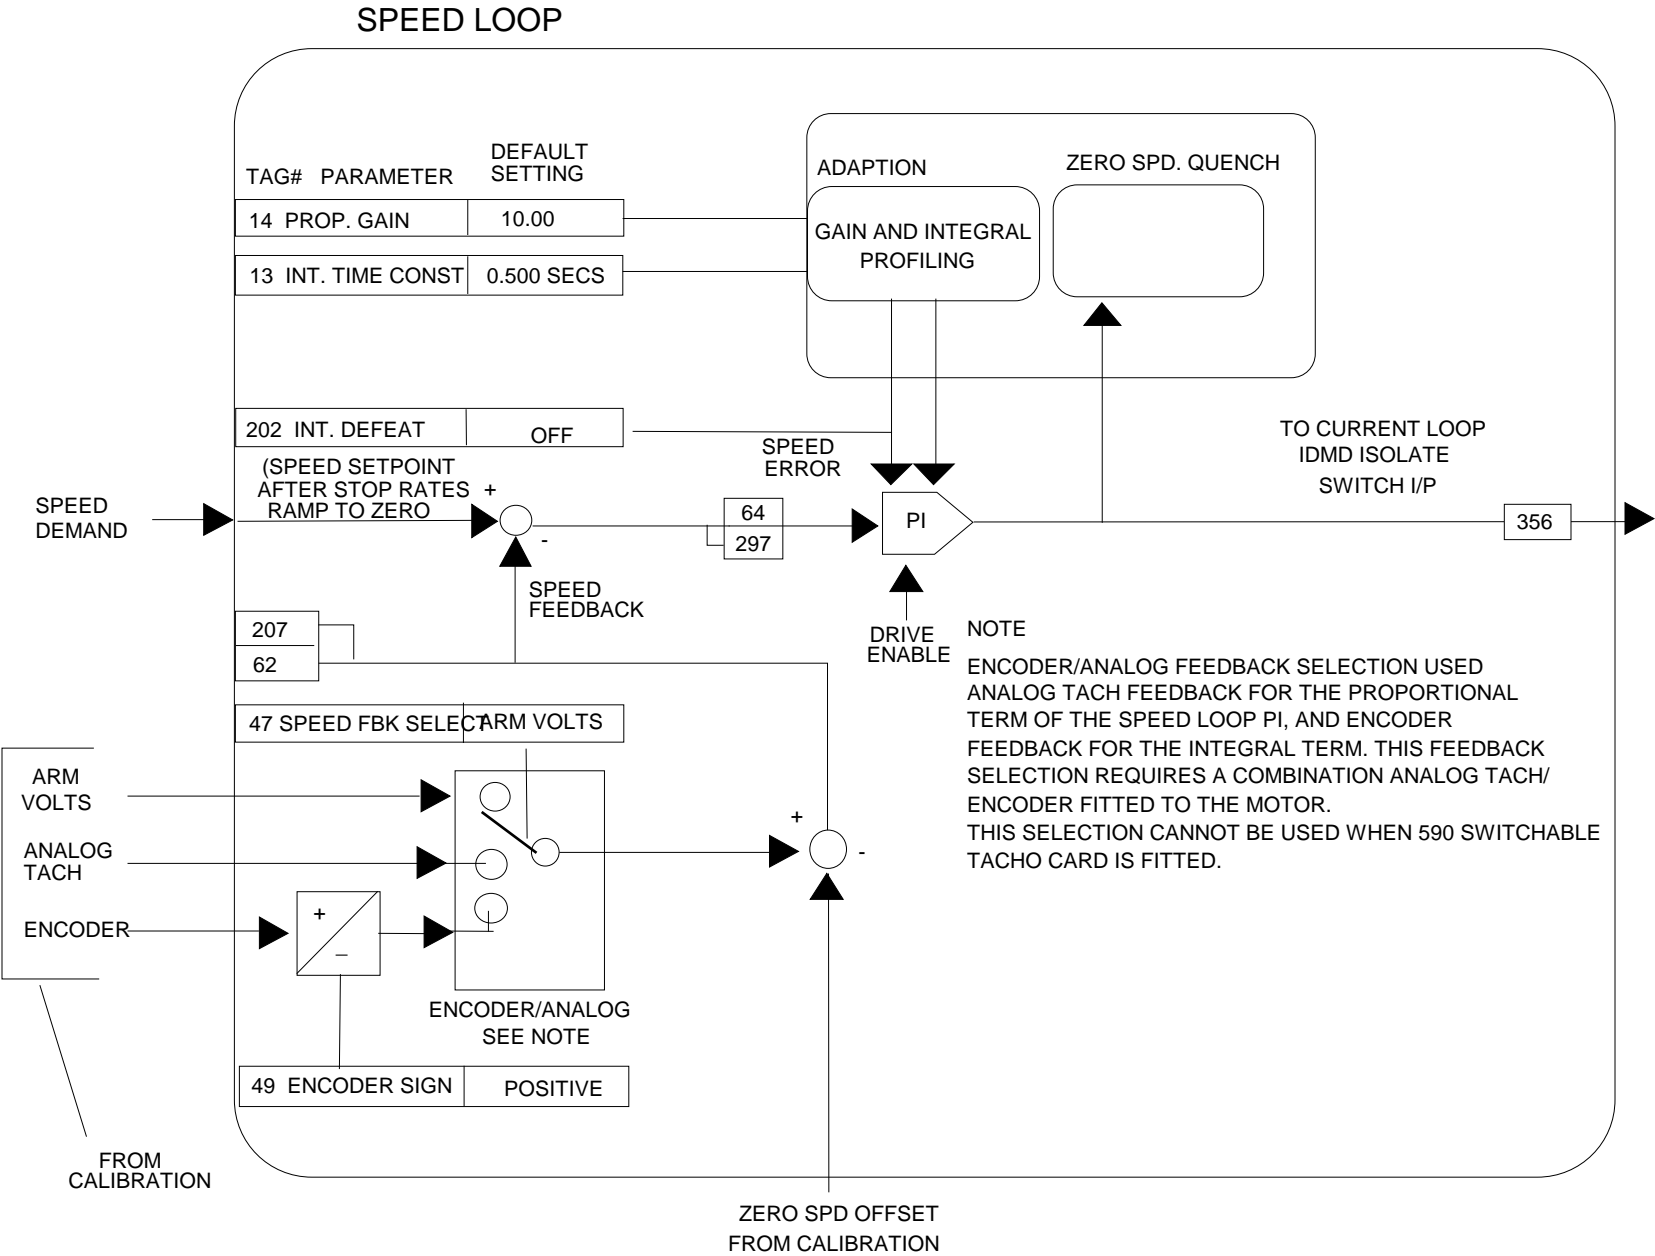 SPEED LOOP
TAG# PARAMETER
DEFAULT
SETTING
14 PROP. GAIN 10.00
13 INT. TIME CONST 0.500 SECS
ADAPTION
ZERO SPD. QUENCH
GAIN AND INTEGRAL
PROFILING
202 INT. DEFEAT OFF
(SPEED SETPOINT
AFTER STOP RATES
RAMP TO ZERO
+
-
SPEED
DEMAND
SPEED
ERROR
64
297
PI
TO CURRENT LOOP
IDMD ISOLATE
SWITCH I/P
356
SPEED
FEEDBACK
207
62
DRIVE
ENABLE
NOTE
ENCODER/ANALOG FEEDBACK SELECTION USED
ANALOG TACH FEEDBACK FOR THE PROPORTIONAL
TERM OF THE SPEED LOOP PI, AND ENCODER
FEEDBACK FOR THE INTEGRAL TERM. THIS FEEDBACK
SELECTION REQUIRES A COMBINATION ANALOG TACH/
ENCODER FITTED TO THE MOTOR.
THIS SELECTION CANNOT BE USED WHEN 590 SWITCHABLE
TACHO CARD IS FITTED.
47 SPEED FBK SELECT ARM VOLTS
ARM
VOLTS
ANALOG
TACH
ENCODER
+
–
+
-
ENCODER/ANALOG
SEE NOTE
49 ENCODER SIGN POSITIVE
FROM
CALIBRATION
ZERO SPD OFFSET
FROM CALIBRATION